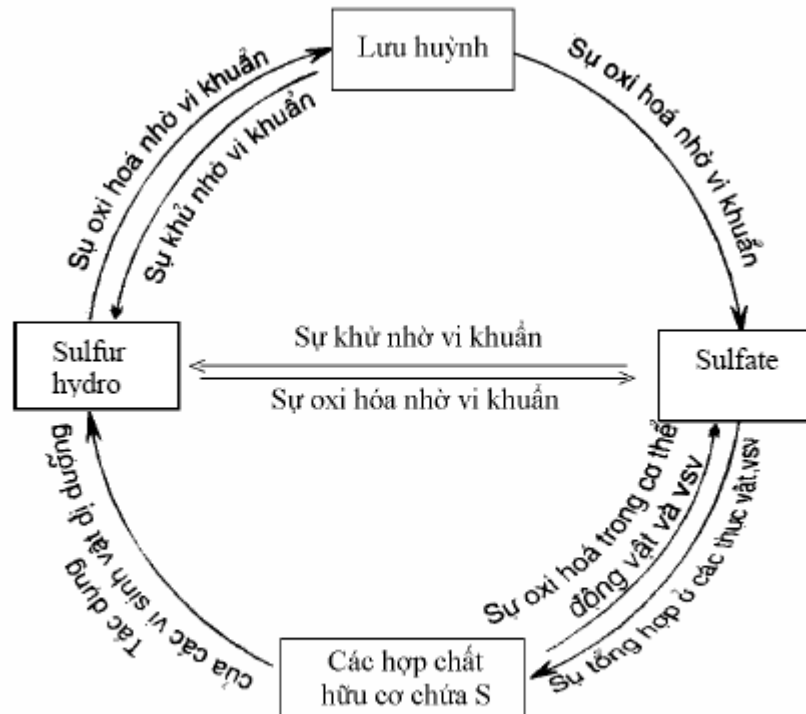 Lưu huỳnh
Sự oxi hoá nhờ vi khuẩn
Sự khủ nhờ vi khuẩn
Sự oxi hoá nhờ vi khuẩn
Sulfur
hydro
Sự khử nhờ vi khuẩn
Sự oxi hóa nhờ vi khuẩn
Sulfate
Tác dụng
của các vi sinh vật dị dưỡng
Sự oxi hoá trong cơ thể
động vật và vsv
Sự tổng hợp ở các thực vật,vsv
Các hợp chất
hữu cơ chứa S